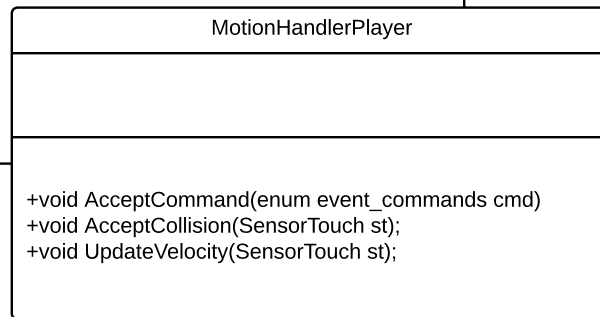 MotionHandlerPlayer
+void AcceptCommand(enum event_commands cmd)
+void AcceptCollision(SensorTouch st);
+void UpdateVelocity(SensorTouch st);